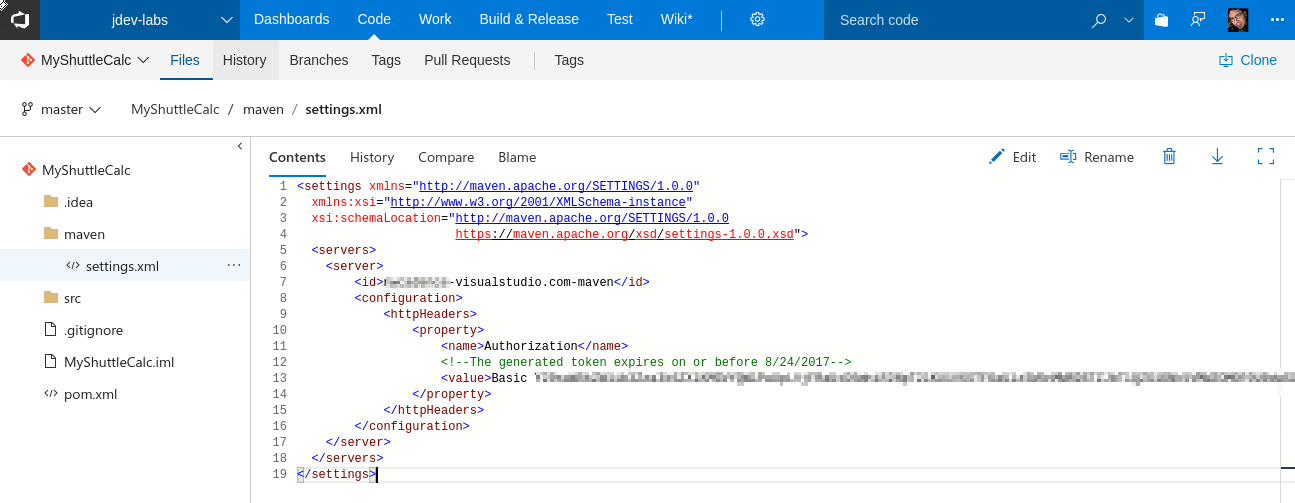 jdev-labs Dashboards Code Work Build & Release Test Wiki* Search code
MyShuttleCalc Files History Branches Tags Pull Requests Tags Clone
master MyShuttleCalc / maven / settings.xml
MyShuttleCalc
.idea
maven
settings.xml ...
src
.gitignore
MyShuttleCalc.iml
pom.xml
Contents History Compare Blame Edit Rename
1 <settings xmlns="http://maven.apache.org/SETTINGS/1.0.0"
2 xmlns:xsi="http://www.w3.org/2001/XMLSchema-instance"
3 xsi:schemaLocation="http://maven.apache.org/SETTINGS/1.0.0
4 https://maven.apache.org/xsd/settings-1.0.0.xsd">
5 <servers>
6 <server>
7 <id>-visualstudio.com-maven</id>
8 <configuration>
9 <httpHeaders>
10 <property>
11 <name>Authorization</name>
12 <!--The generated token expires on or before 8/24/2017-->
13 <value>Basic
14 </property>
15 </httpHeaders>
16 </configuration>
17 </server>
18 </servers>
19 </settings>